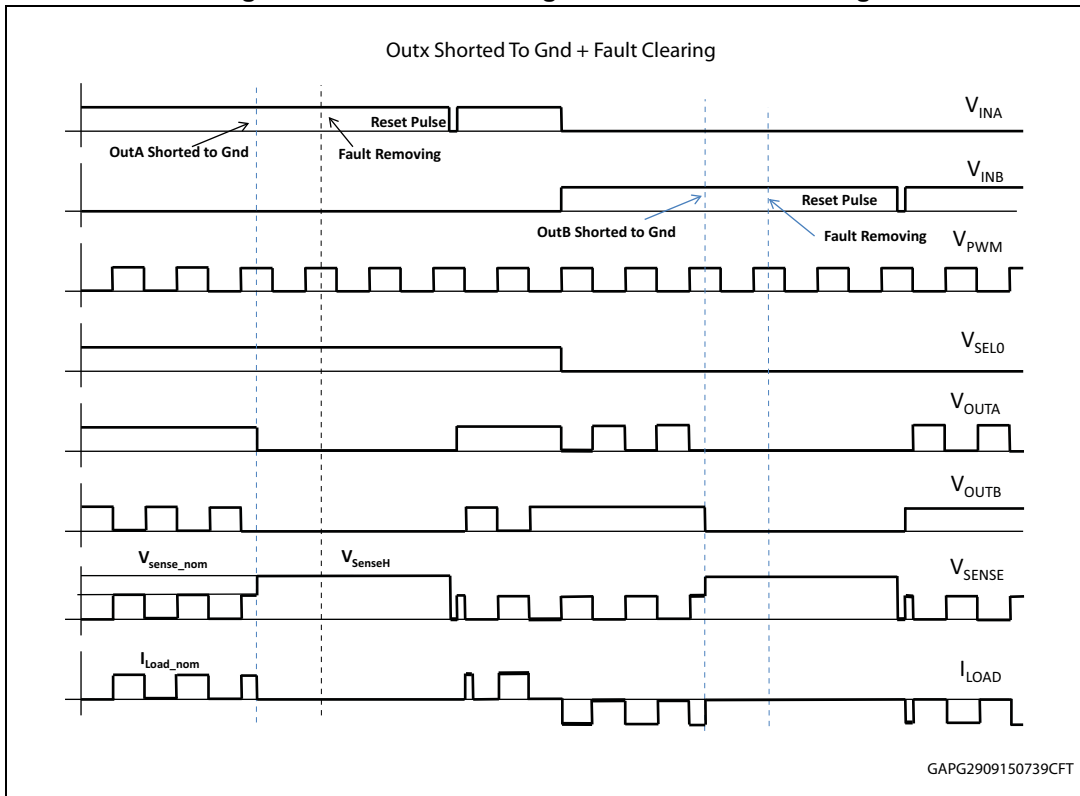 Outx Shorted To Gnd + Fault Clearing
V_INA
Reset Pulse
OutA Shorted to Gnd
Fault Removing
V_INB
Reset Pulse
OutB Shorted to Gnd
Fault Removing
V_PWM
V_SEL0
V_OUTA
V_OUTB
V_sense_nom
V_SenseH
V_SENSE
I_Load_nom
I_LOAD
GAPG2909150739CFT